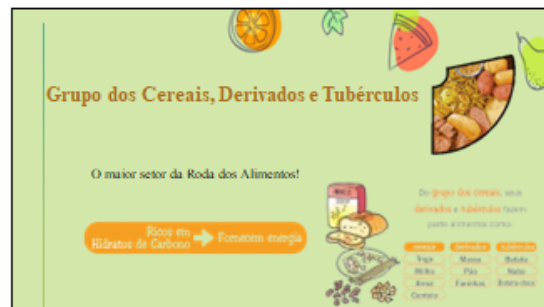 Grupo dos Cereais, Derivados e Tubérculos
O maior setor da Roda dos Alimentos!
Ricos em
Hidratos de Carbono
Fornecem energia
Do grupo dos cereais, seus
derivados e tubérculos fazem
parte alimentos como:
cereais derivados tubérculos
Trigo Massa Batata
Milho Pão Nabo
Arroz Farinhas Batata-doce
Centeio